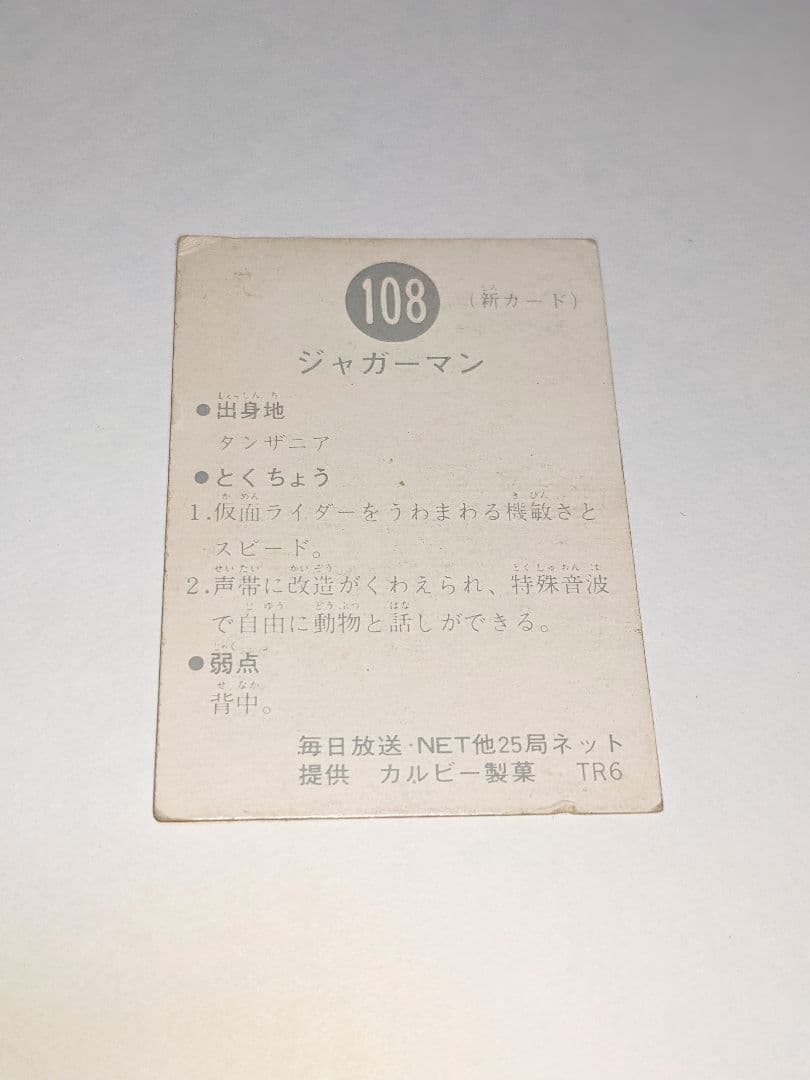 108
(新カード)
ジャガーマン
●出身地
タンザニア
●とくちょう
1.仮面ライダーをうわまわる機敏さと
スピード。
2.声帯に改造がくわえられ、特殊音波
で自由に動物と話しができる。
●弱点
背中。
毎日放送·NET他25局ネット
提供 カルビー製菓 TR6